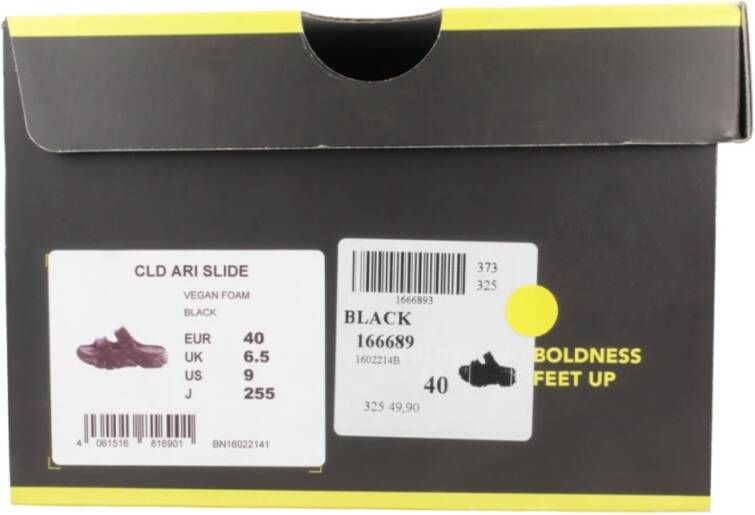 CLD ARI SLIDE
VEGAN FOAM
BLACK
EUR 40
UK 6.5
US 9
J 255
4 061516 816901
BN16022141
373
325
1666893
BLACK
166689
1602214B
40
325 49,90
BOLDNESS
FEET UP